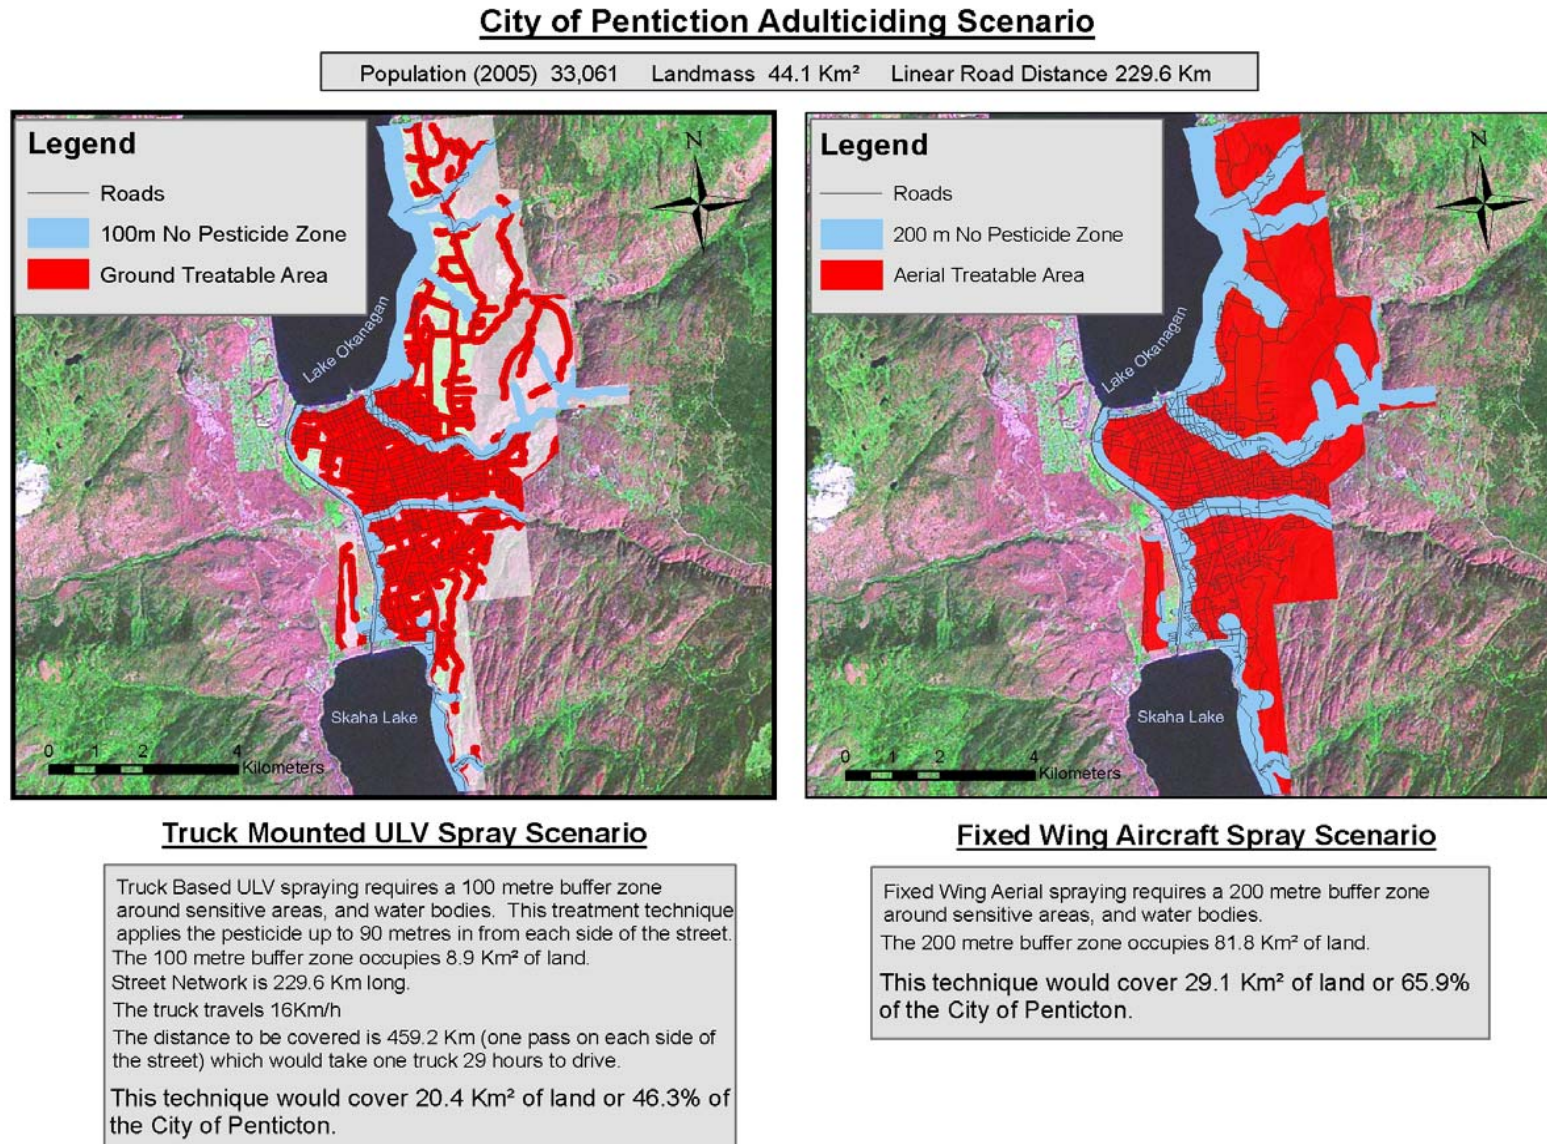 City of Pentiction Adulticiding Scenario
Population (2005) 33,061 Landmass 44.1 Km² Linear Road Distance 229.6 Km
Legend
Roads
100m No Pesticide Zone
Ground Treatable Area
N
Lake Okanagan
Skaha Lake
0 1 2 4
Kilometers
Legend
Roads
200 m No Pesticide Zone
Aerial Treatable Area
N
Lake Okanagan
Skaha Lake
0 1 2 4
Kilometers
Truck Mounted ULV Spray Scenario
Truck Based ULV spraying requires a 100 metre buffer zone
around sensitive areas, and water bodies. This treatment technique
applies the pesticide up to 90 metres in from each side of the street.
The 100 metre buffer zone occupies 8.9 Km² of land.
Street Network is 229.6 Km long.
The truck travels 16Km/h
The distance to be covered is 459.2 Km (one pass on each side of
the street) which would take one truck 29 hours to drive.
This technique would cover 20.4 Km² of land or 46.3% of
the City of Penticton.
Fixed Wing Aircraft Spray Scenario
Fixed Wing Aerial spraying requires a 200 metre buffer zone
around sensitive areas, and water bodies.
The 200 metre buffer zone occupies 81.8 Km² of land.
This technique would cover 29.1 Km² of land or 65.9%
of the City of Penticton.